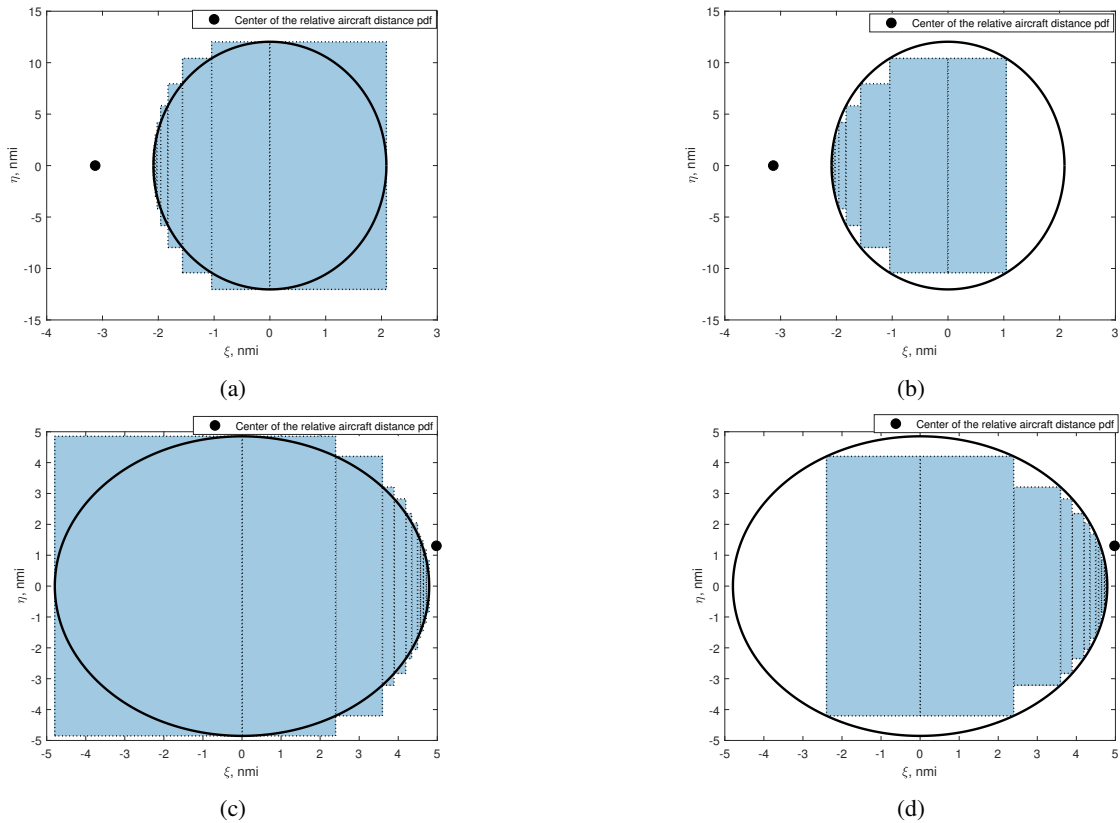 Center of the relative aircraft distance pdf
15
10
5
0
-5
-10
-15
η, nmi
-4 -3 -2 -1 0 1 2 3
ξ, nmi
(a)
Center of the relative aircraft distance pdf
15
10
5
0
-5
-10
-15
η, nmi
-4 -3 -2 -1 0 1 2 3
ξ, nmi
(b)
Center of the relative aircraft distance pdf
5
4
3
2
1
0
-1
-2
-3
-4
-5
η, nmi
-5 -4 -3 -2 -1 0 1 2 3 4 5
ξ, nmi
(c)
Center of the relative aircraft distance pdf
5
4
3
2
1
0
-1
-2
-3
-4
-5
η, nmi
-5 -4 -3 -2 -1 0 1 2 3 4 5
ξ, nmi
(d)